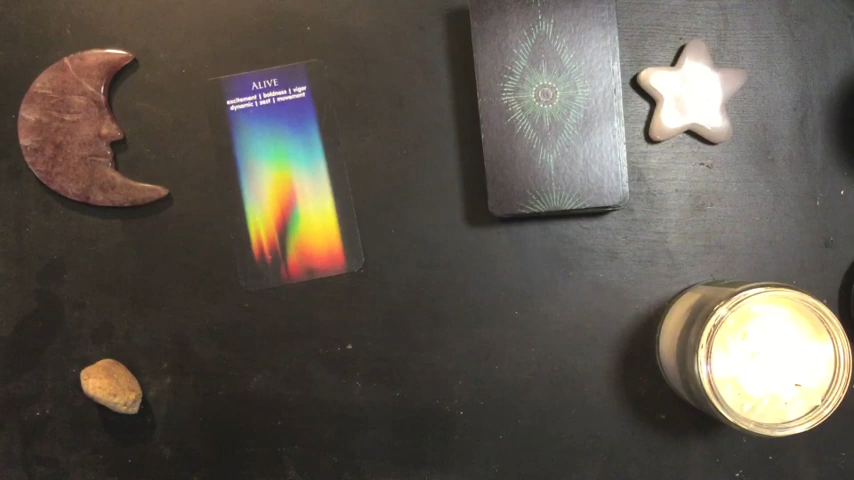 ALIVE
excitement | boldness | vigor
dynamic | zest | movement